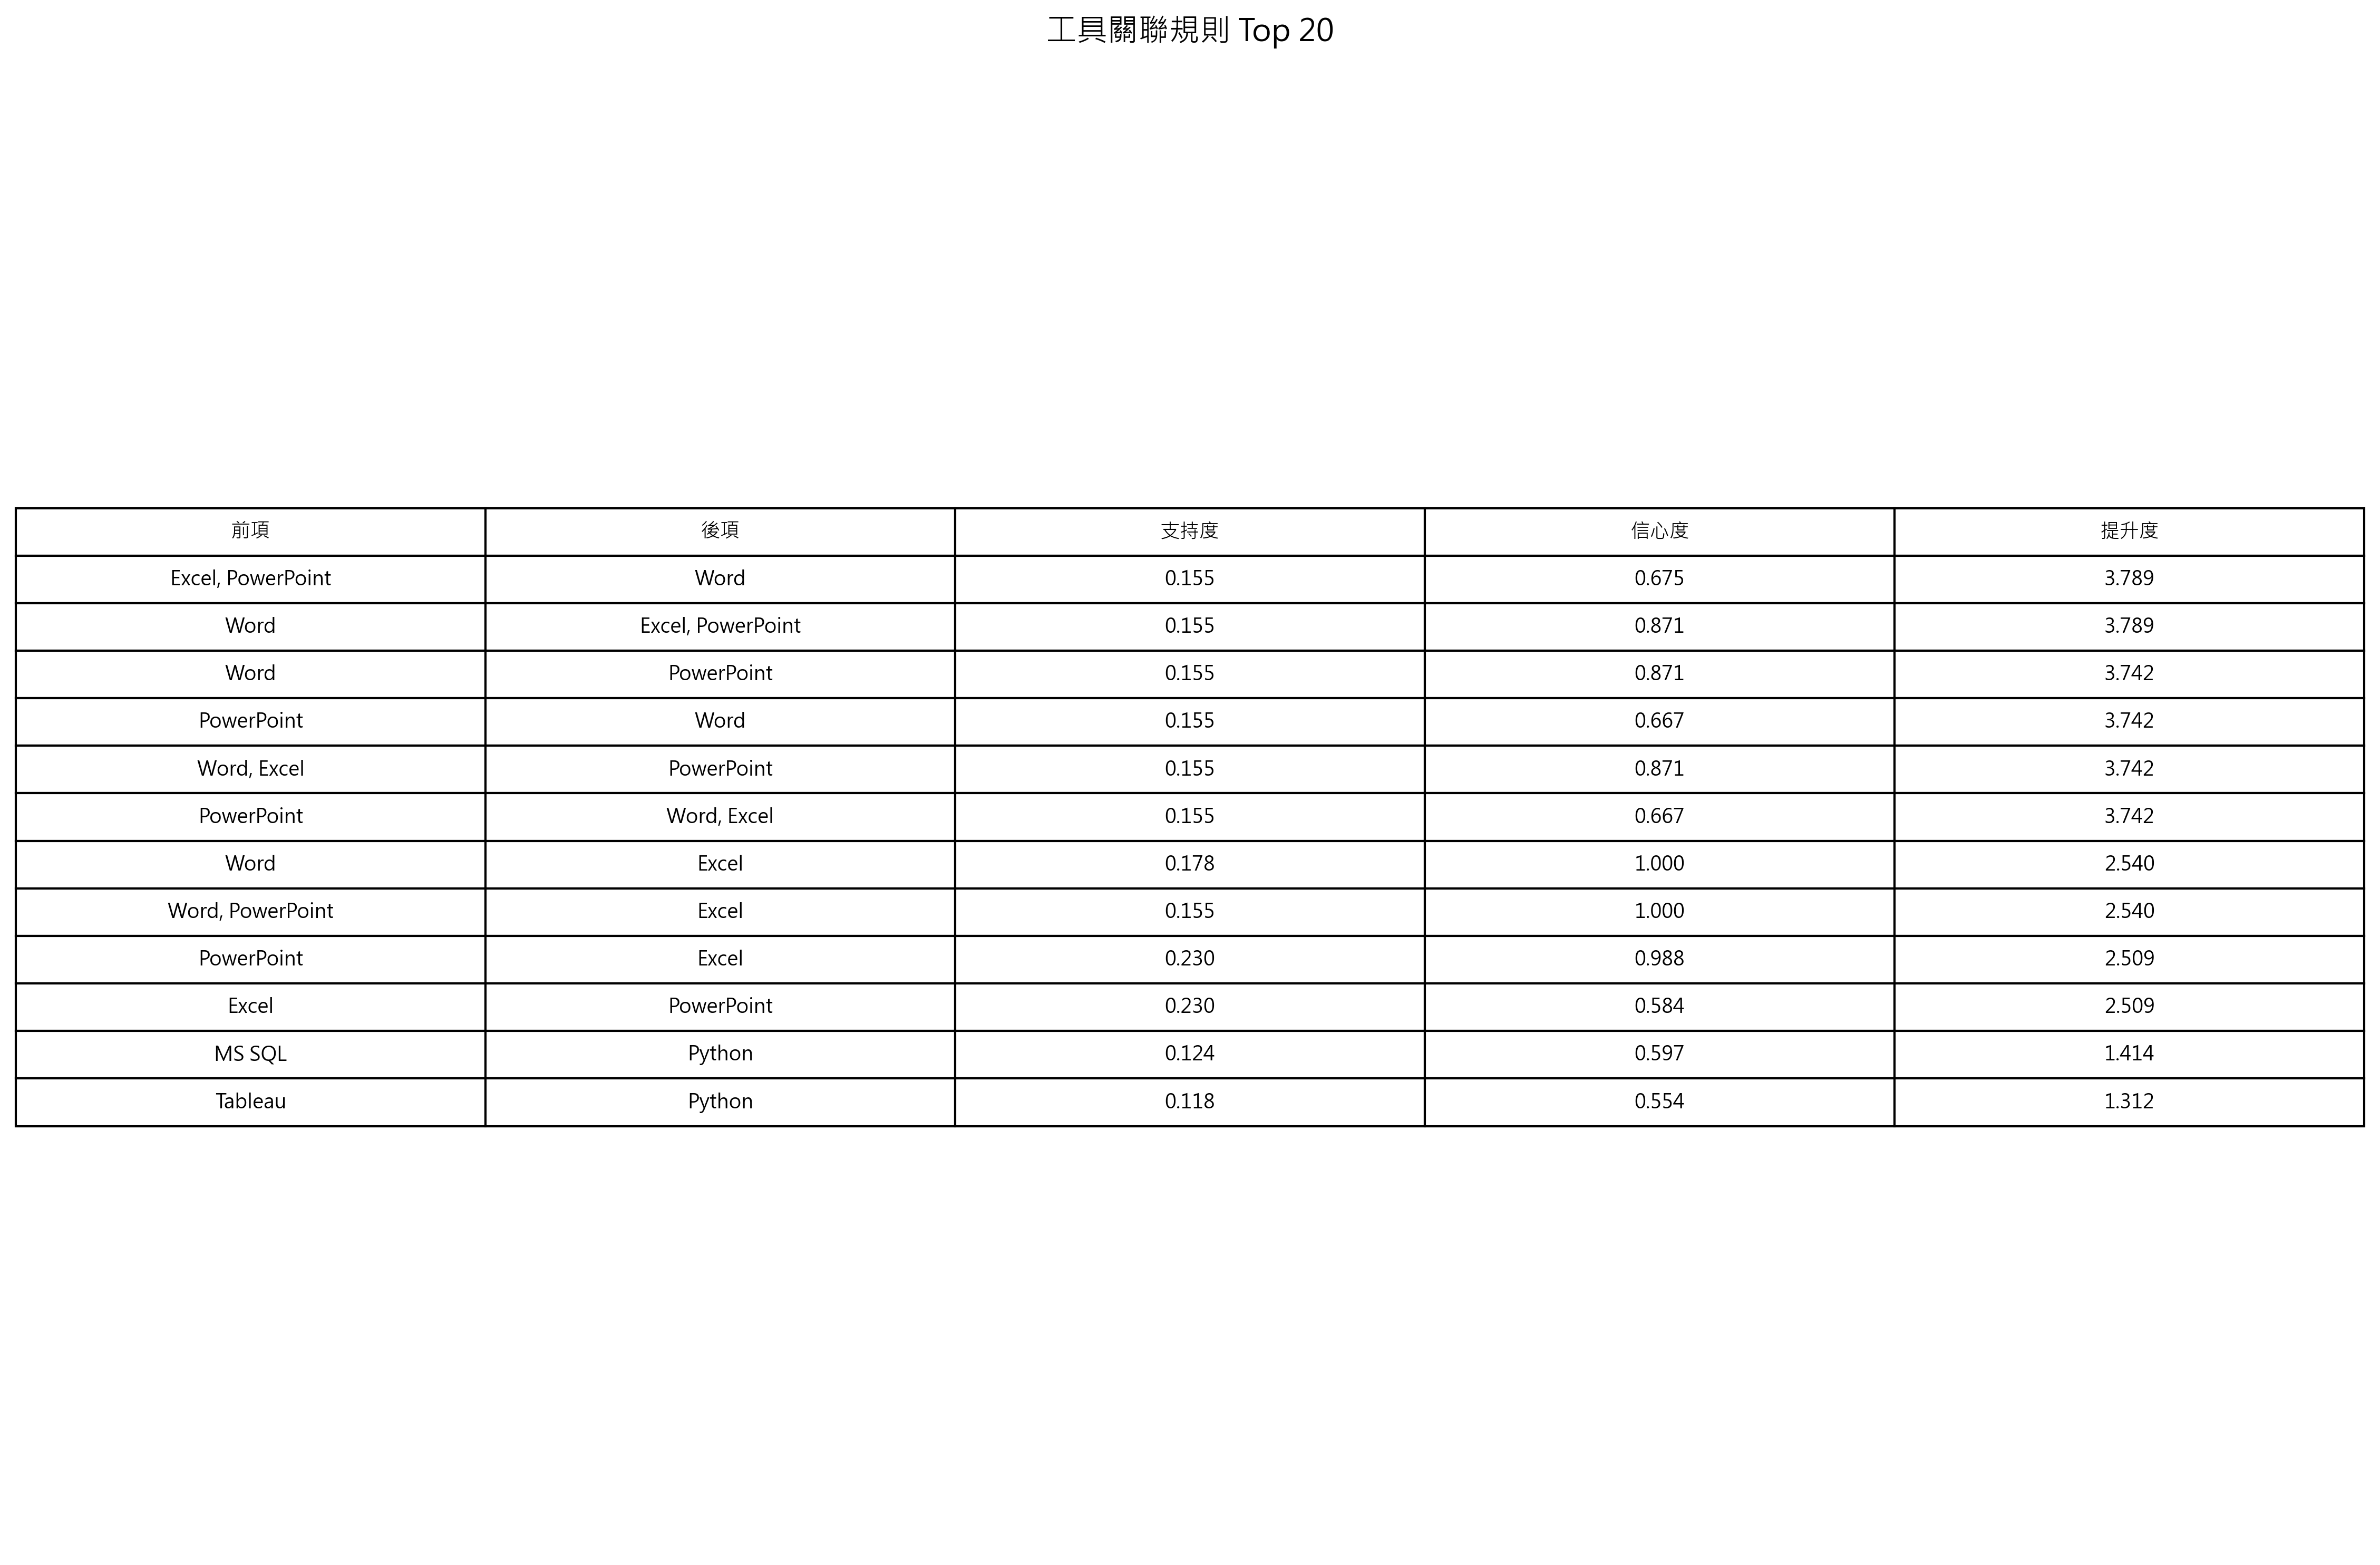 工具關聯規則 Top 20
前項 後項 支持度 信心度 提升度
Excel, PowerPoint Word 0.155 0.675 3.789
Word Excel, PowerPoint 0.155 0.871 3.789
Word PowerPoint 0.155 0.871 3.742
PowerPoint Word 0.155 0.667 3.742
Word, Excel PowerPoint 0.155 0.871 3.742
PowerPoint Word, Excel 0.155 0.667 3.742
Word Excel 0.178 1.000 2.540
Word, PowerPoint Excel 0.155 1.000 2.540
PowerPoint Excel 0.230 0.988 2.509
Excel PowerPoint 0.230 0.584 2.509
MS SQL Python 0.124 0.597 1.414
Tableau Python 0.118 0.554 1.312